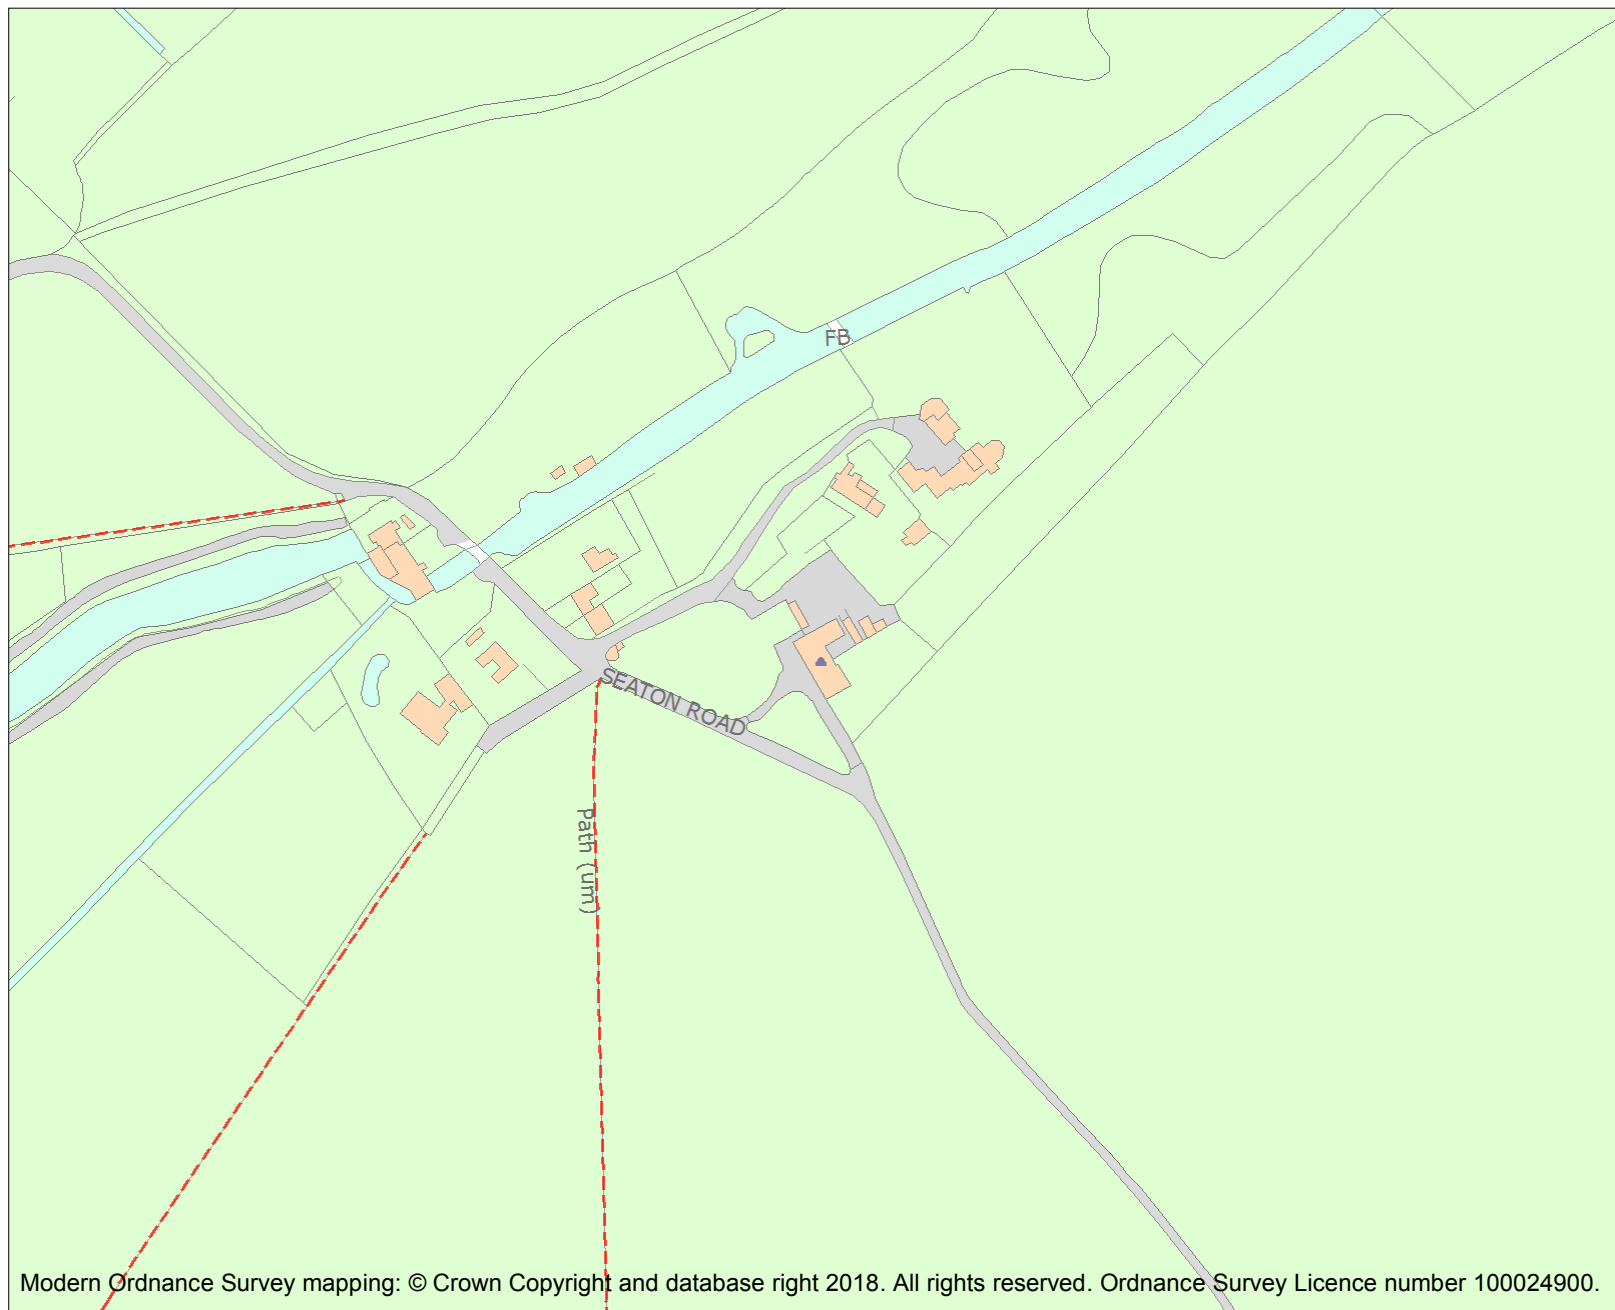 FB
SEATON ROAD
Path (um)
Modern Ordnance Survey mapping: © Crown Copyright and database right 2018. All rights reserved. Ordnance Survey Licence number 100024900.